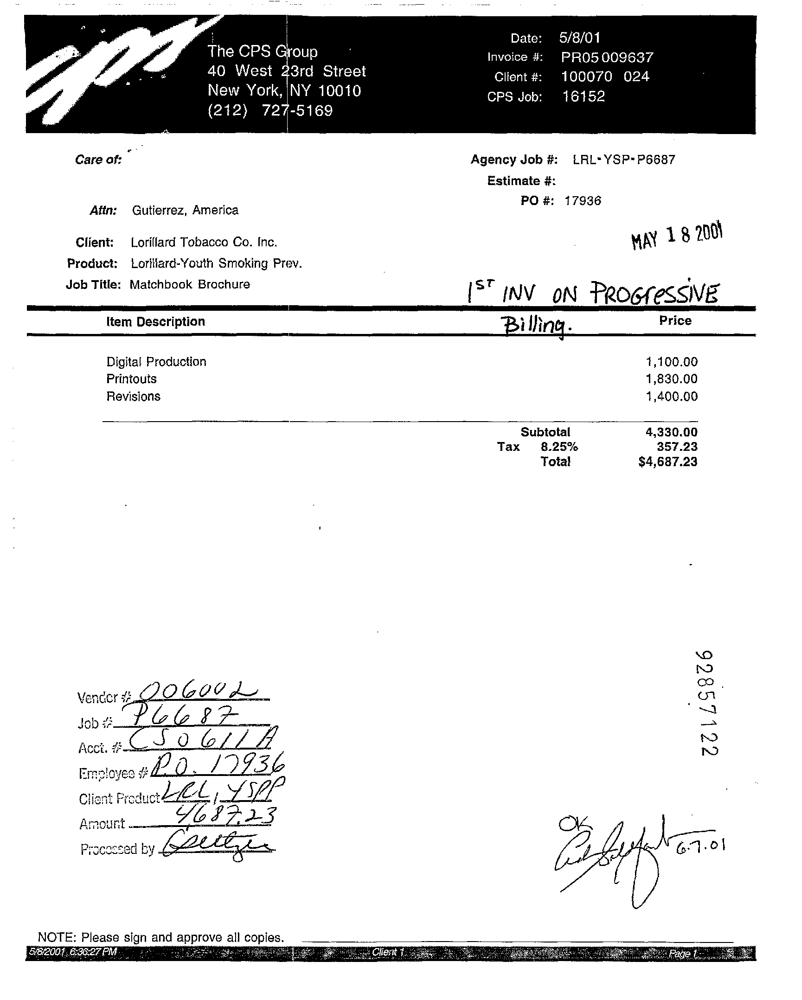 cps
The CPS Group
40 West 23rd Street
New York, NY 10010
(212) 727-5169
Date: 5/8/01
Invoice #: PR05009637
Client #: 100070 024
CPS Job: 16152
Care of:
Agency Job #: LRL-YSP-P6687
Estimate #:
PO #: 17936
Attn: Gutierrez, America
MAY 18 2001
Client: Lorillard Tobacco Co. Inc.
Product: Lorillard-Youth Smoking Prev.
Job Title: Matchbook Brochure
1ST INV ON PROGRESSIVE
Billing.
Item Description Price
Digital Production 1,100.00
Printouts 1,830.00
Revisions 1,400.00
Subtotal 4,330.00
Tax 8.25% 357.23
Total $4,687.23
92857122
Vendor # 006002
Job # P6687
Acct. # CS0611A
Employee # P.O. 17936
Client Product LRL, YSPP
Amount 4687.23
Processed by
OK
6.7.01
NOTE: Please sign and approve all copies.
5/8/2001 6:36:27 PM Client 1 Page 1